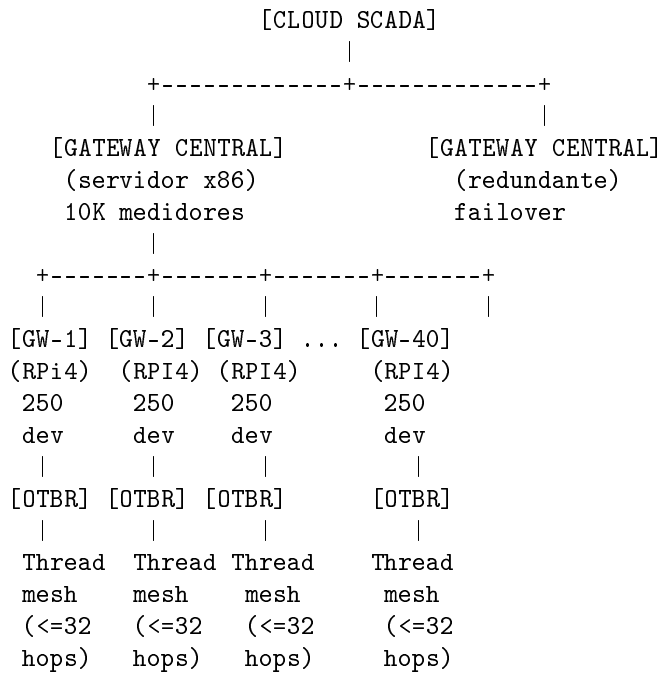 [CLOUD SCADA]
|
+-------------+-------------+
| |
[GATEWAY CENTRAL] [GATEWAY CENTRAL]
(servidor x86) (redundante)
10K medidores failover
|
+-------+-------+-------+-------+
| | | | |
[GW-1] [GW-2] [GW-3] ... [GW-40]
(RPi4) (RPI4) (RPI4) (RPI4)
250 250 250 250
dev dev dev dev
| | | |
[OTBR] [OTBR] [OTBR] [OTBR]
| | | |
Thread Thread Thread Thread
mesh mesh mesh mesh
(<=32 (<=32 (<=32 (<=32
hops) hops) hops) hops)